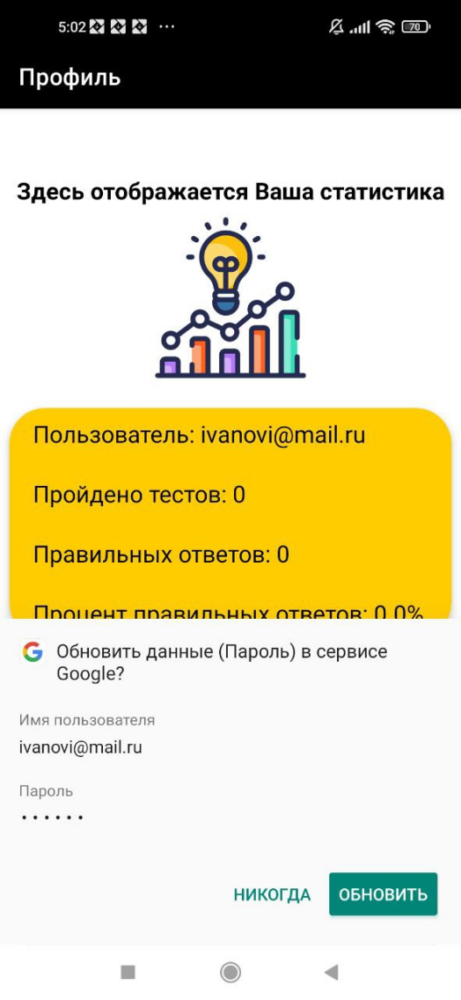 5:02 ...
70
Профиль
Здесь отображается Ваша статистика
Пользователь: ivanovi@mail.ru
Пройдено тестов: 0
Правильных ответов: 0
Процент правильных ответов: 0.0%
G Обновить данные (Пароль) в сервисе
Google?
Имя пользователя
ivanovi@mail.ru
Пароль
••••••
НИКОГДА ОБНОВИТЬ